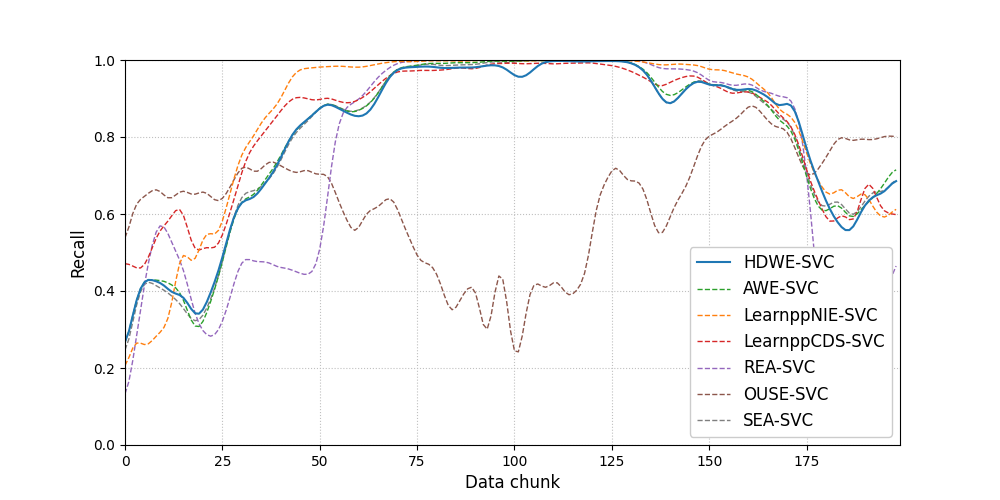 1.0
0.8
0.6
0.4
0.2
0.0
Recall
0 25 50 75 100 125 150 175
Data chunk
HDWE-SVC
AWE-SVC
LearnppNIE-SVC
LearnppCDS-SVC
REA-SVC
OUSE-SVC
SEA-SVC